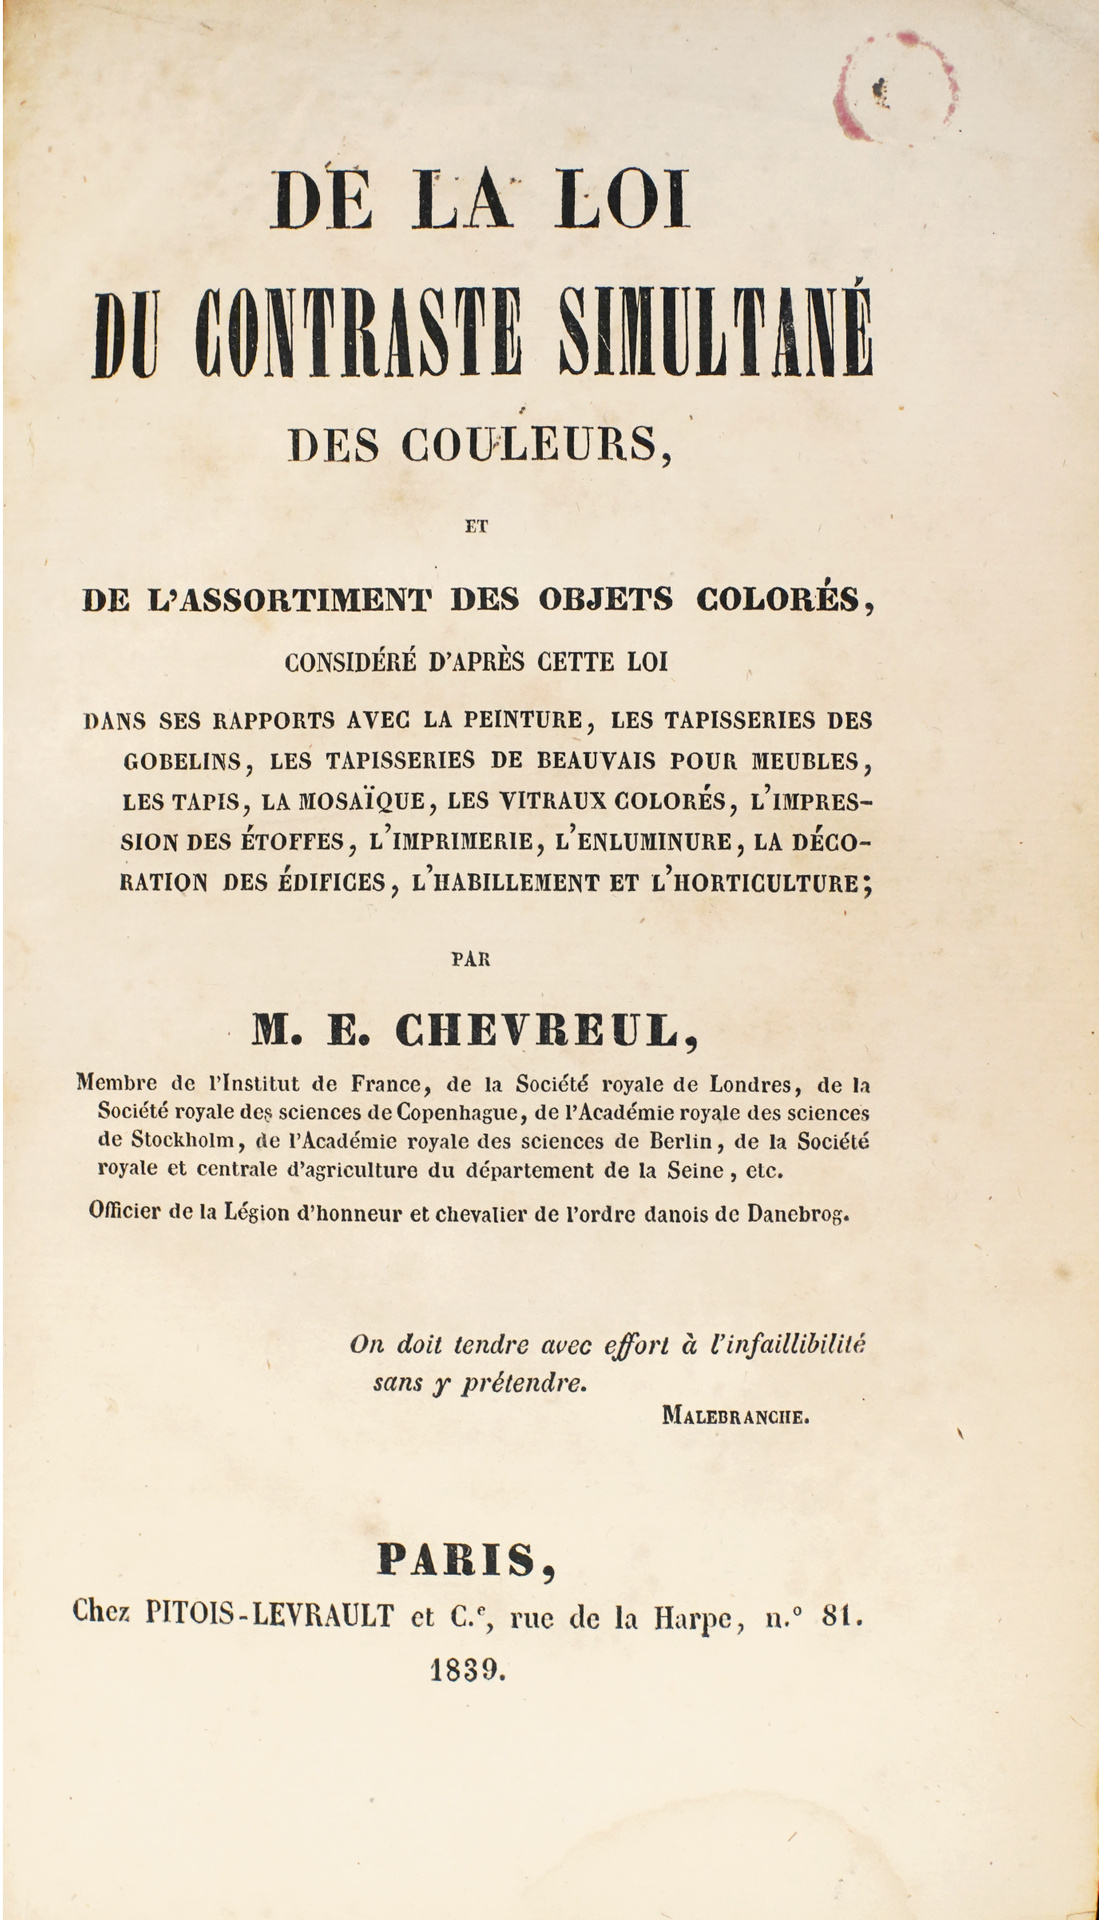 DE LA LOI
DU CONTRASTE SIMULTANÉ
DES COULEURS,
ET
DE L'ASSORTIMENT DES OBJETS COLORÉS,
CONSIDÉRÉ D'APRÈS CETTE LOI
DANS SES RAPPORTS AVEC LA PEINTURE, LES TAPISSERIES DES
GOBELINS, LES TAPISSERIES DE BEAUVAIS POUR MEUBLES,
LES TAPIS, LA MOSAÏQUE, LES VITRAUX COLORÉS, L'IMPRES-
SION DES ÉTOFFES, L'IMPRIMERIE, L'ENLUMINURE, LA DÉCO-
RATION DES ÉDIFICES, L'HABILLEMENT ET L'HORTICULTURE;
PAR
M. E. CHEVREUL,
Membre de l'Institut de France, de la Société royale de Londres, de la
Société royale des sciences de Copenhague, de l'Académie royale des sciences
de Stockholm, de l'Académie royale des sciences de Berlin, de la Société
royale et centrale d'agriculture du département de la Seine, etc.
Officier de la Légion d'honneur et chevalier de l'ordre danois de Danebrog.
On doit tendre avec effort à l'infaillibilité
sans y prétendre.
MALEBRANCHE.
PARIS,
Chez PITOIS-LEVRAULT et C.e, rue de la Harpe, n.º 81.
1839.